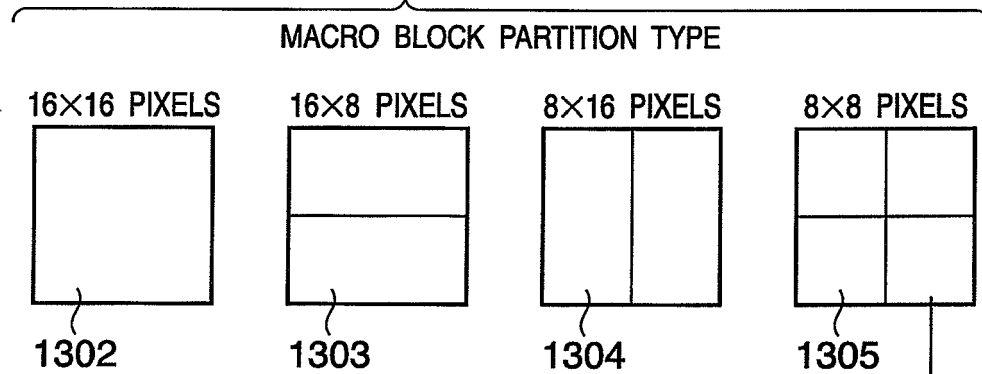 MACRO BLOCK PARTITION TYPE
16×16 PIXELS 16×8 PIXELS 8×16 PIXELS 8×8 PIXELS
1302 1303 1304 1305